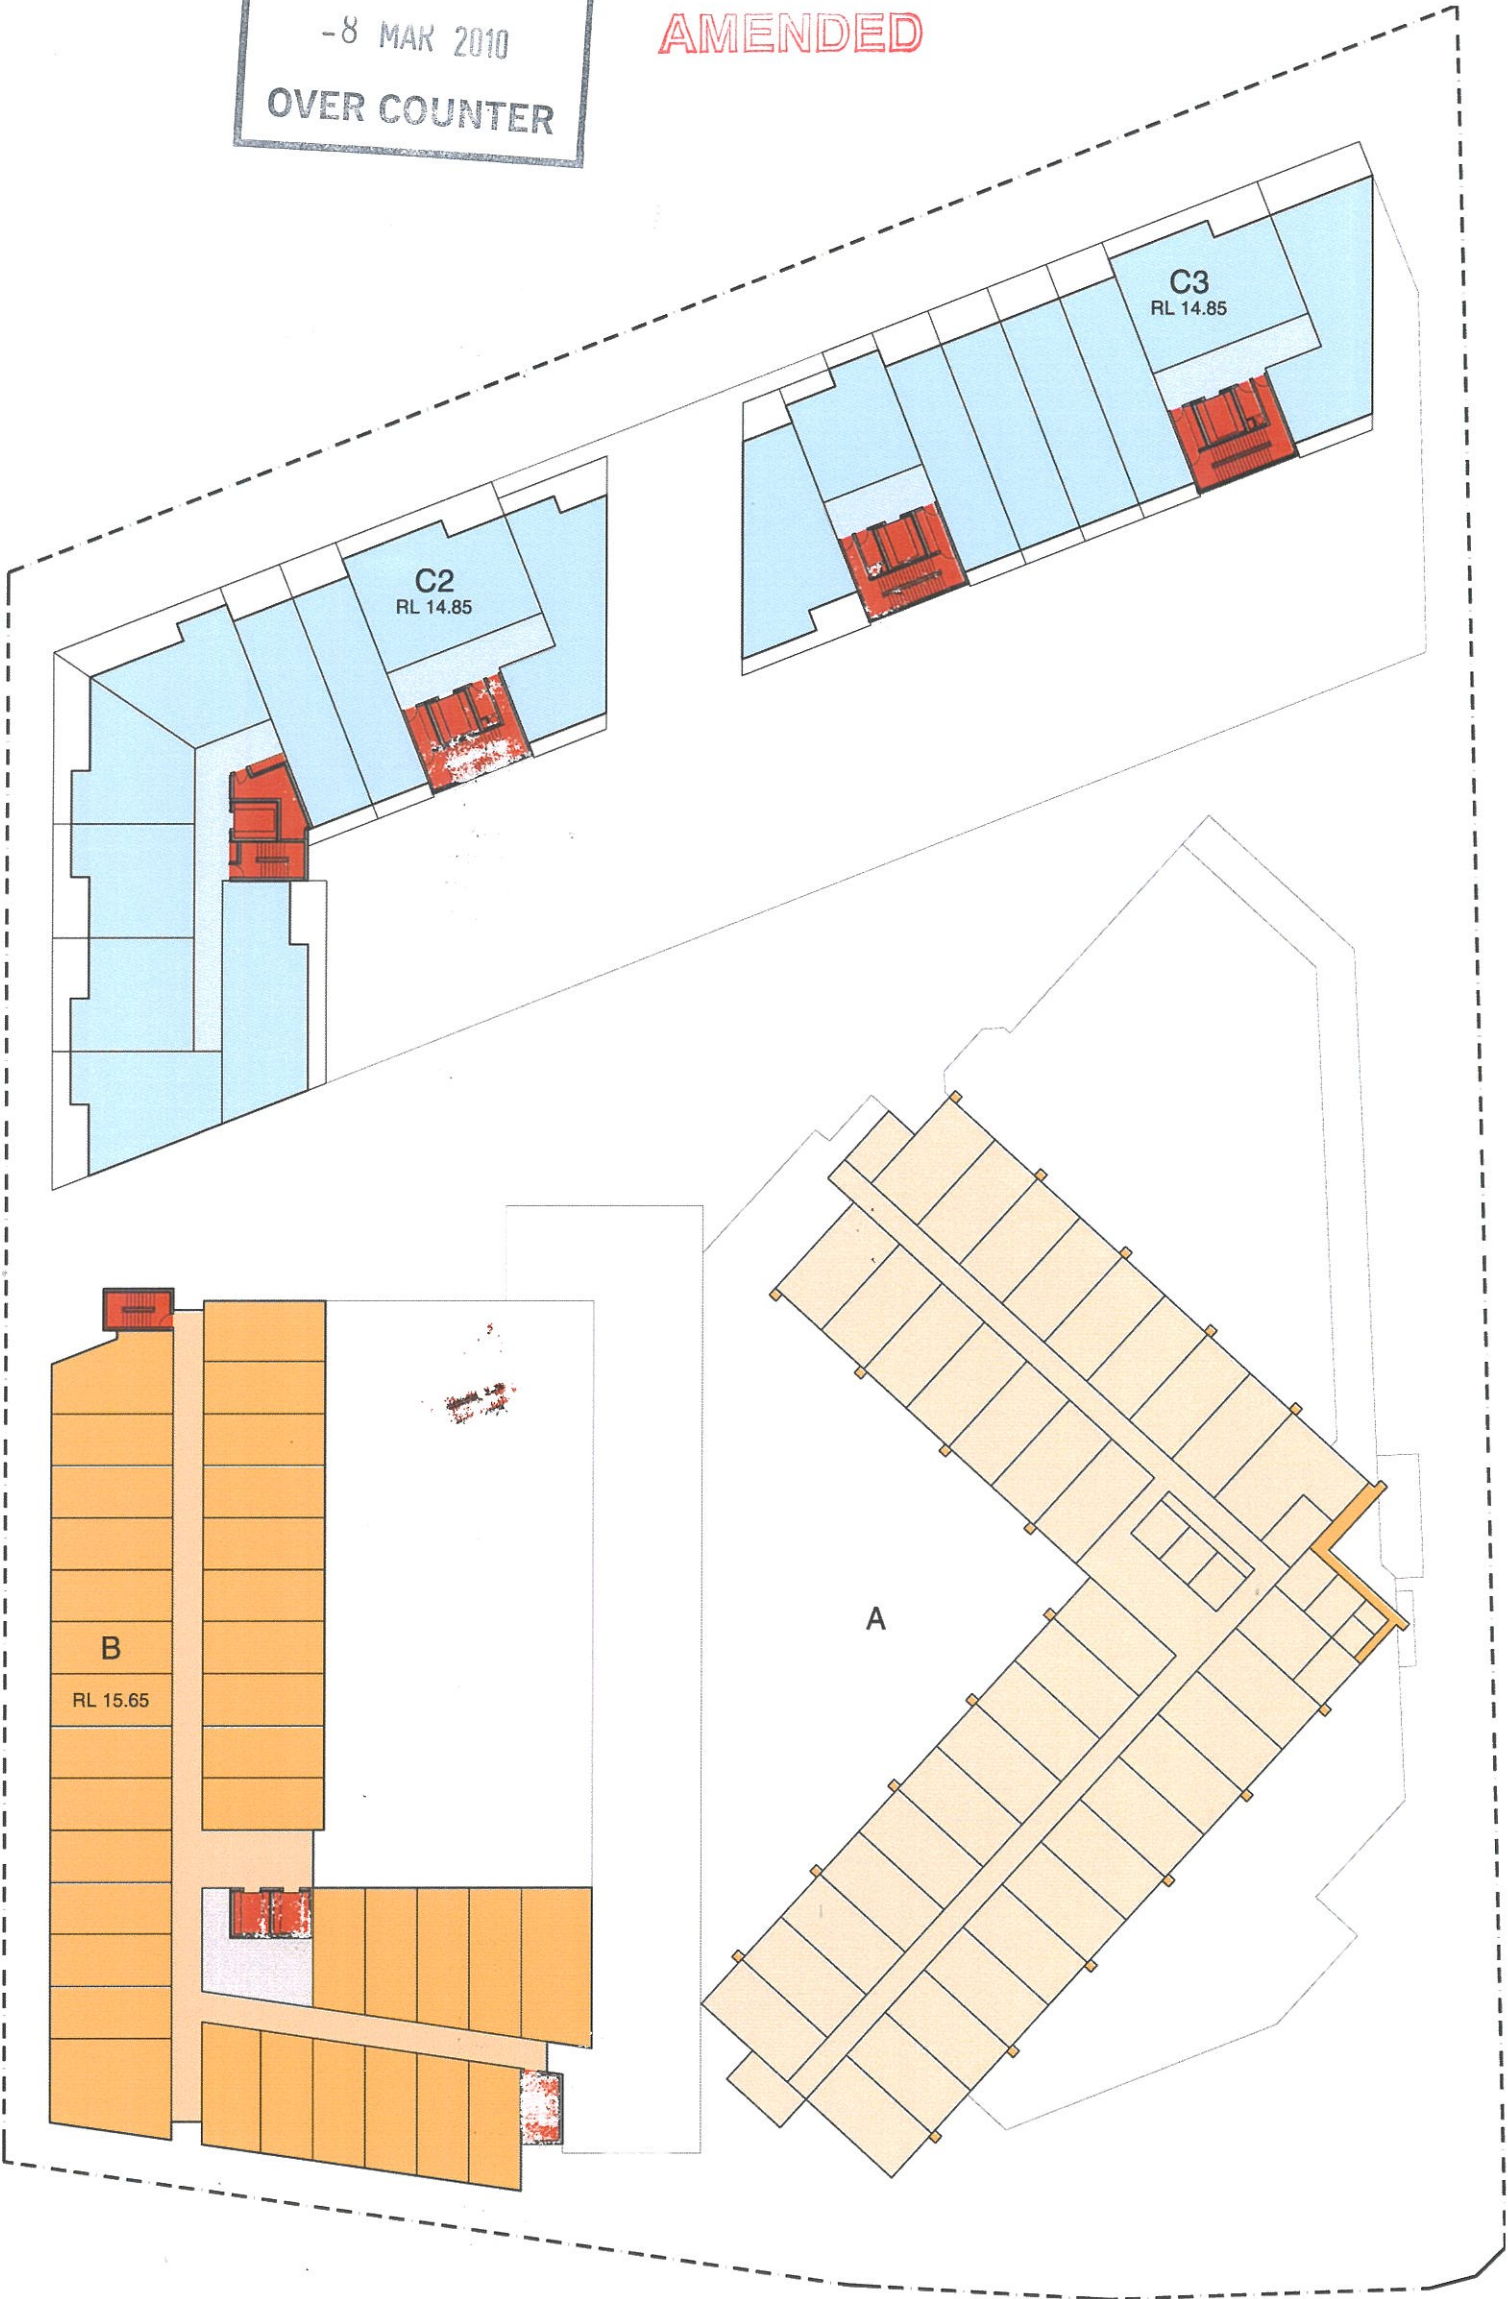 -8 MAR 2010
OVER COUNTER
AMENDED
C3
RL 14.85
C2
RL 14.85
A
B
RL 15.65